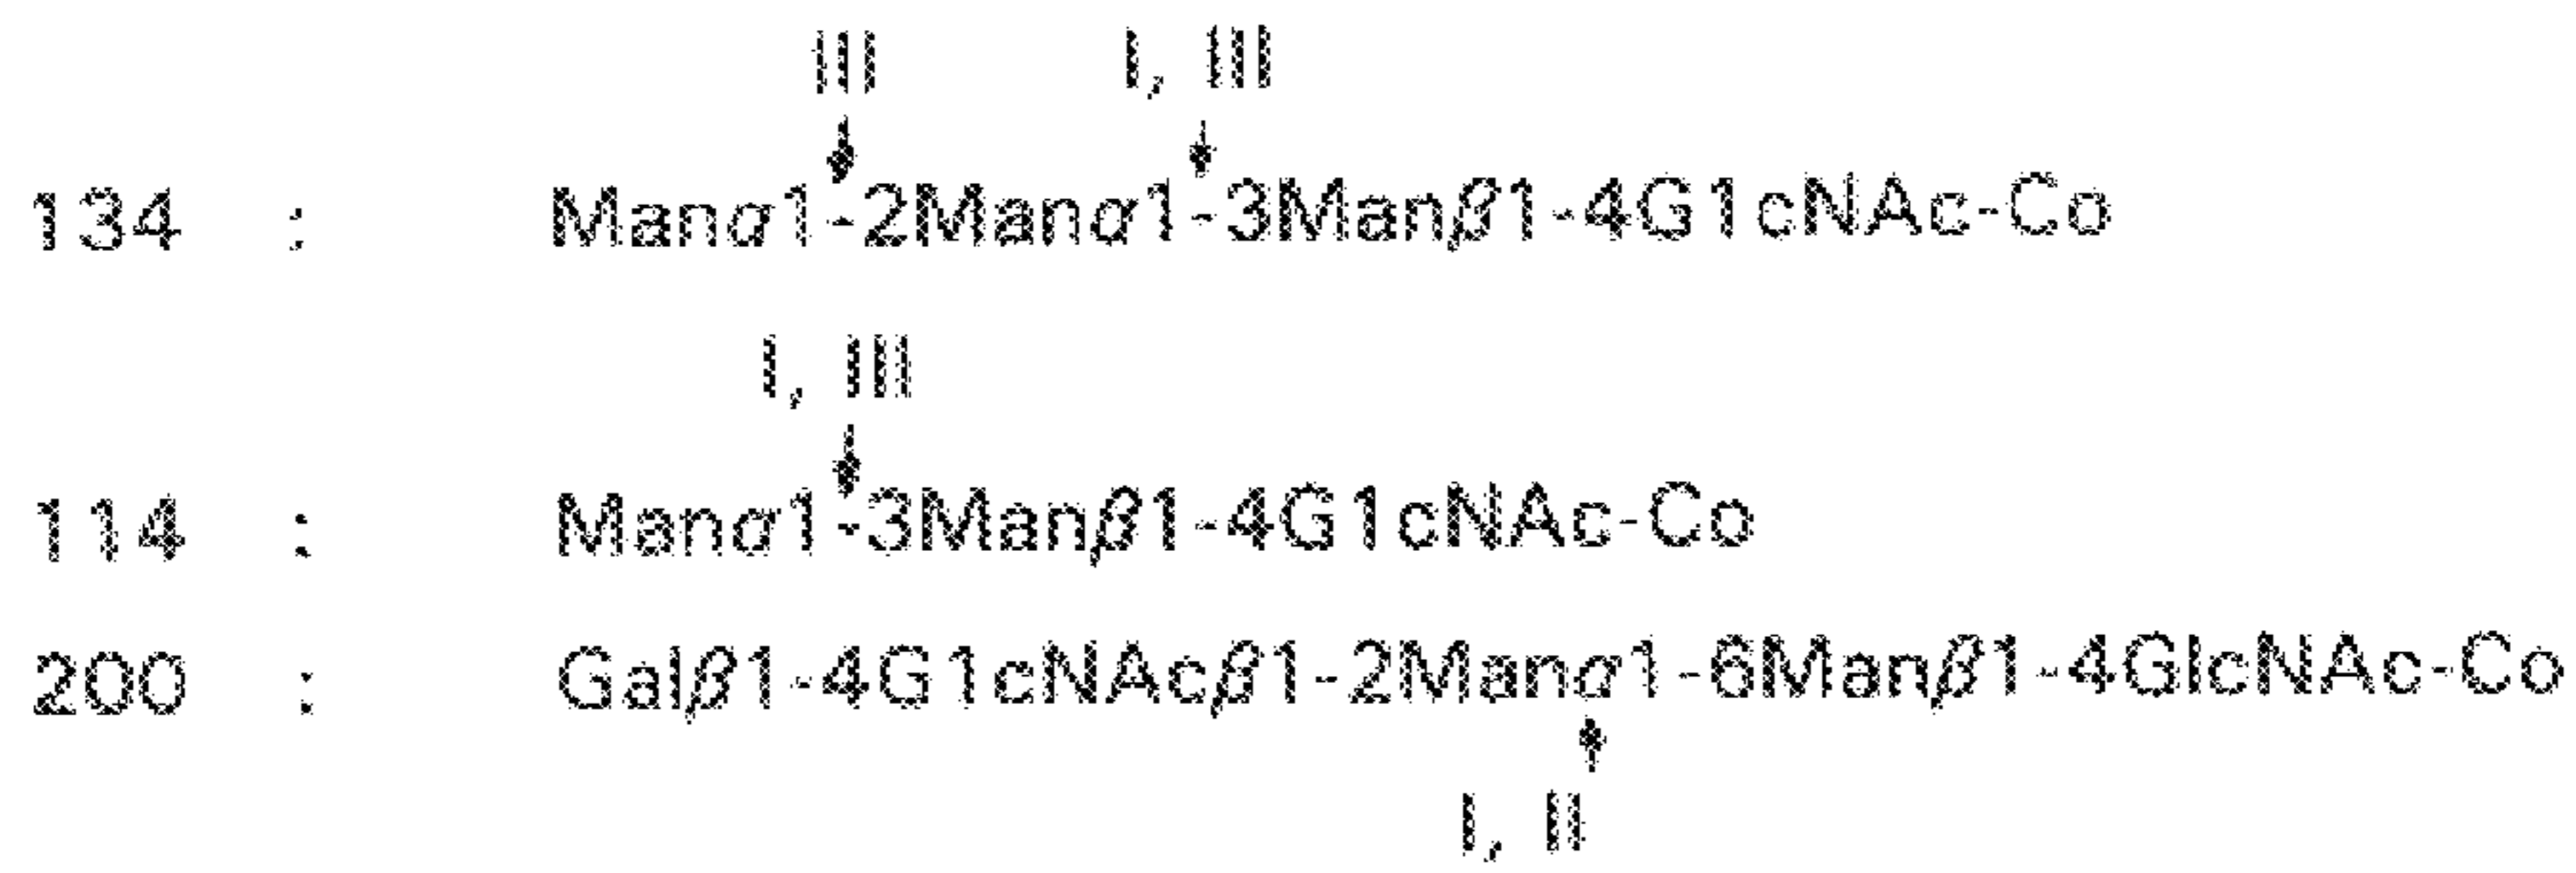 III I, III
134 : Manα1-2Manα1-3Manβ1-4G1cNAc-Co
I, III
114 : Manα1-3Manβ1-4G1cNAc-Co
200 : Galβ1-4G1cNAcβ1-2Manα1-6Manβ1-4GlcNAc-Co
I, II